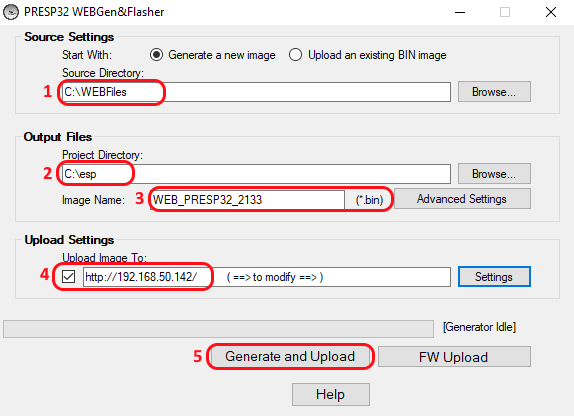 PRESP32 WEBGen&Flasher
Source Settings
Start With: Generate a new image Upload an existing BIN image
Source Directory:
1 C:\WEBFiles Browse...
Output Files
Project Directory:
2 C:\esp Browse...
Image Name: 3 WEB_PRESP32_2133 (*.bin) Advanced Settings
Upload Settings
Upload Image To:
4 http://192.168.50.142/ ( ==> to modify ==> ) Settings
[Generator Idle]
5 Generate and Upload FW Upload
Help